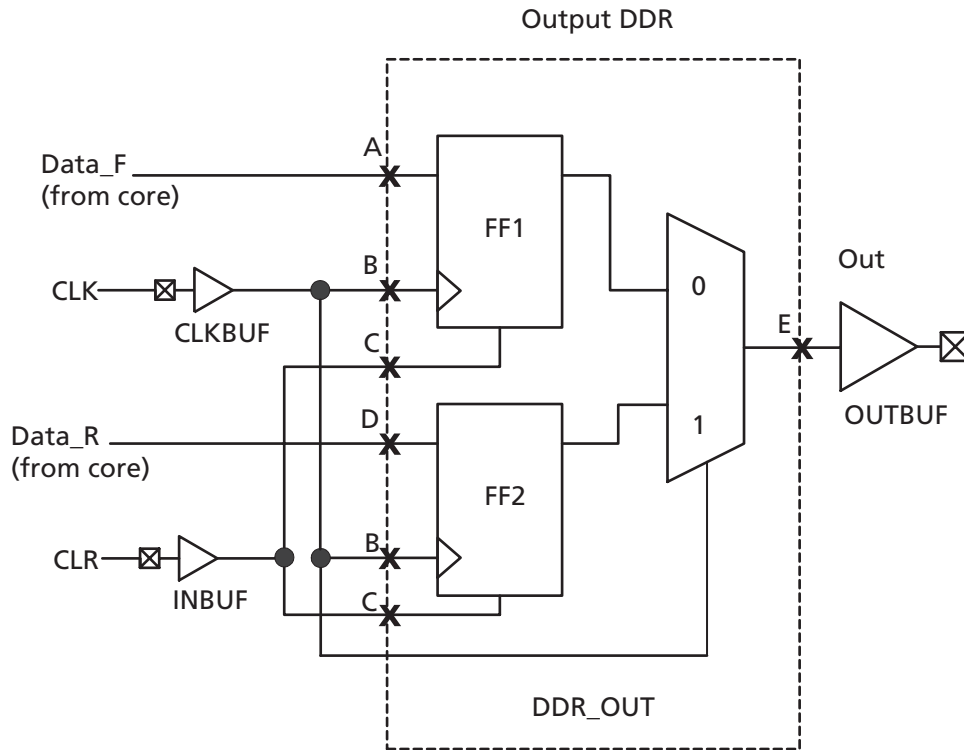 Output DDR
A
Data_F
(from core)
FF1
B
Out
CLK
0
CLKBUF
E
C
D
OUTBUF
Data_R
(from core)
1
FF2
B
CLR
C
INBUF
DDR_OUT